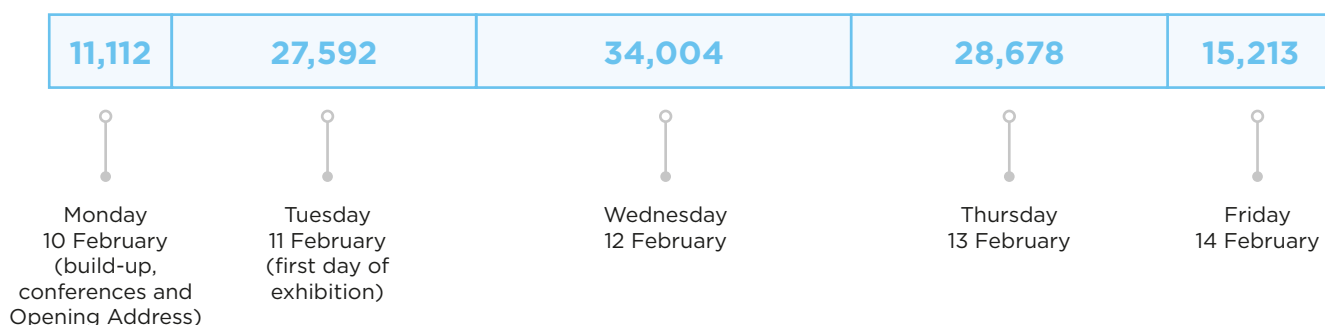 11,112 27,592 34,004 28,678 15,213
Monday
10 February
(build-up,
conferences and
Opening Address)
Tuesday
11 February
(first day of
exhibition)
Wednesday
12 February
Thursday
13 February
Friday
14 February